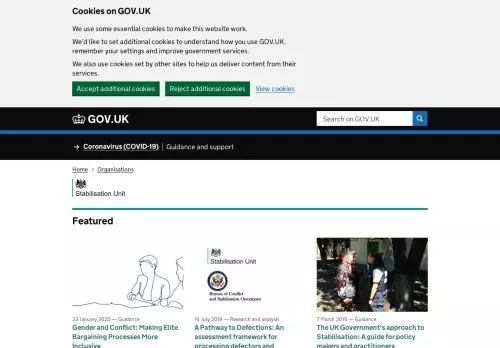 Cookies on GOV.UK
We use some essential cookies to make this website work.
We'd like to set additional cookies to understand how you use GOV.UK,
remember your settings and improve government services.
We also use cookies set by other sites to help us deliver content from their
services.
Accept additional cookies
Reject additional cookies
View cookies
GOV.UK
Search on GOV.UK
→ Coronavirus (COVID-19) | Guidance and support
Home > Organisations
Stabilisation Unit
Featured
Stabilisation Unit
Bureau of Conflict
and Stabilization Operations
23 January 2020 — Guidance
Gender and Conflict: Making Elite
Bargaining Processes More
Inclusive
10 July 2019 — Research and analysis
A Pathway to Defections: An
assessment framework for
processing defectors and
7 March 2019 — Guidance
The UK Government's approach to
Stabilisation: A guide for policy
makers and practitioners